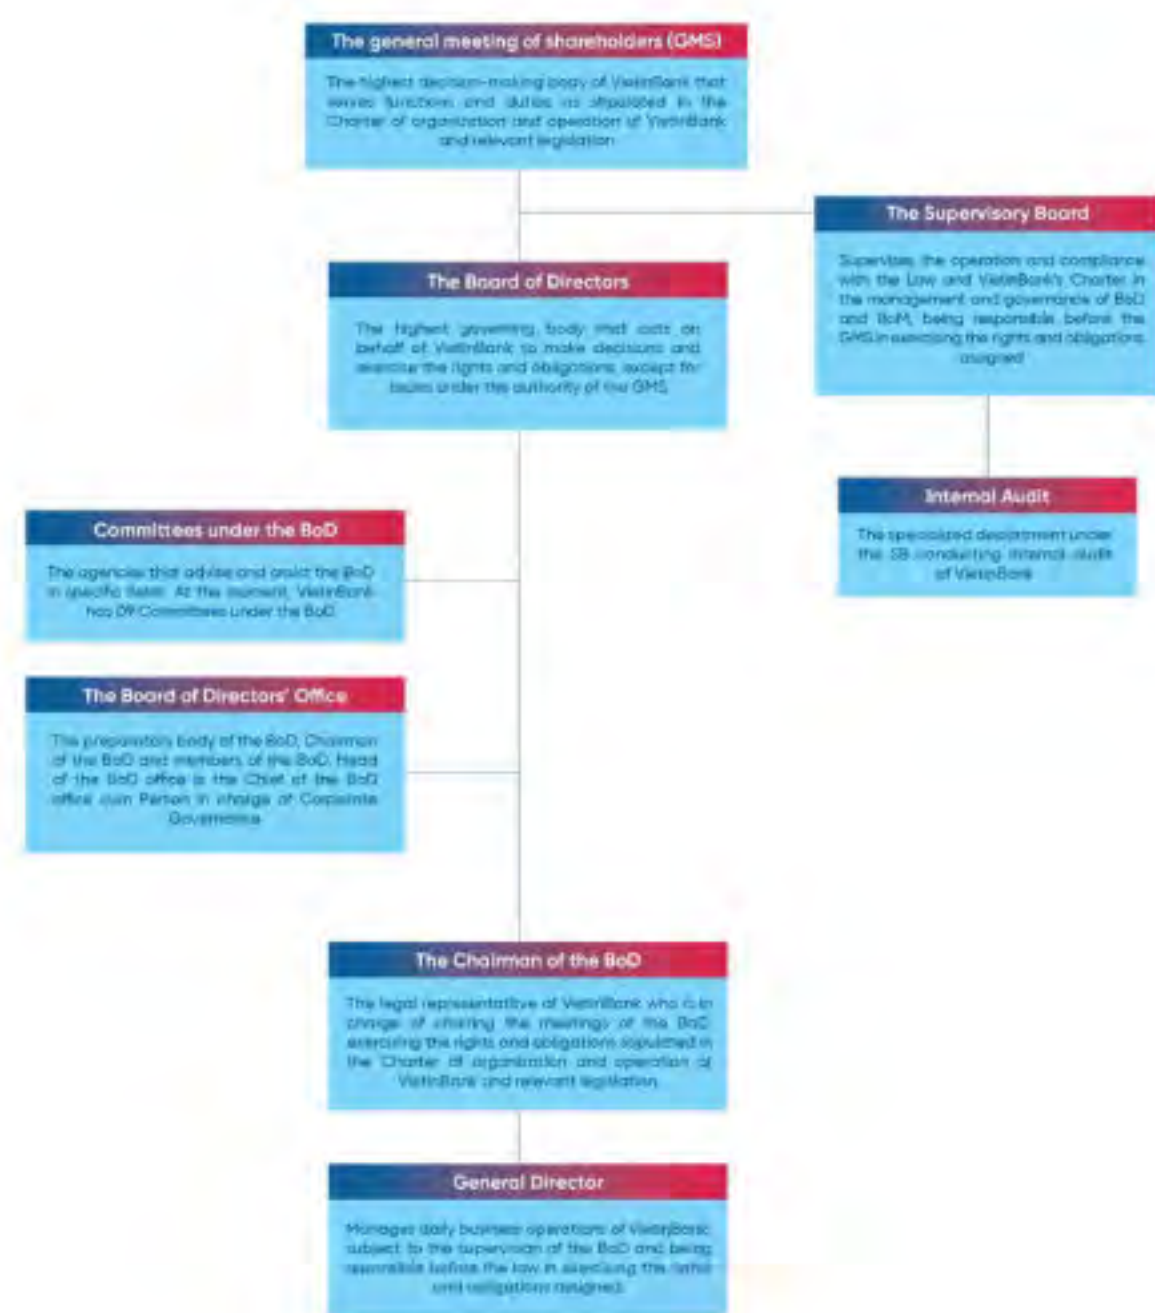 The general meeting of shareholders (GMS)
The highest decision-making body of VietinBank that
serves functions and duties as stipulated in the
Charter of organization and operation of VietinBank
and relevant legislation
The Supervisory Board
Supervises the operation and compliance
with the Law and VietinBank's Charter in
the management and governance of BoD
and BoM, being responsible before the
GMS in exercising the rights and obligations
assigned
The Board of Directors
The highest governing body that acts on
behalf of VietinBank to make decisions and
exercise the rights and obligations, except for
issues under the authority of the GMS
Internal Audit
The specialized department under
the SB conducting internal audit
of VietinBank
Committees under the BoD
The agencies that advise and assist the BoD
in specific fields. At the moment, VietinBank
has 09 Committees under the BoD
The Board of Directors' Office
The preparatory body of the BoD, Chairman
of the BoD and members of the BoD. Head
of the BoD office is the Chief of the BoD
office cum Person in charge of Corporate
Governance
The Chairman of the BoD
The legal representative of VietinBank who is in
charge of chairing the meetings of the BoD,
exercising the rights and obligations stipulated in
the Charter of organization and operation of
VietinBank and relevant legislation.
General Director
Manages daily business operations of VietinBank,
subject to the supervision of the BoD and being
responsible before the law in exercising the rights
and obligations assigned.